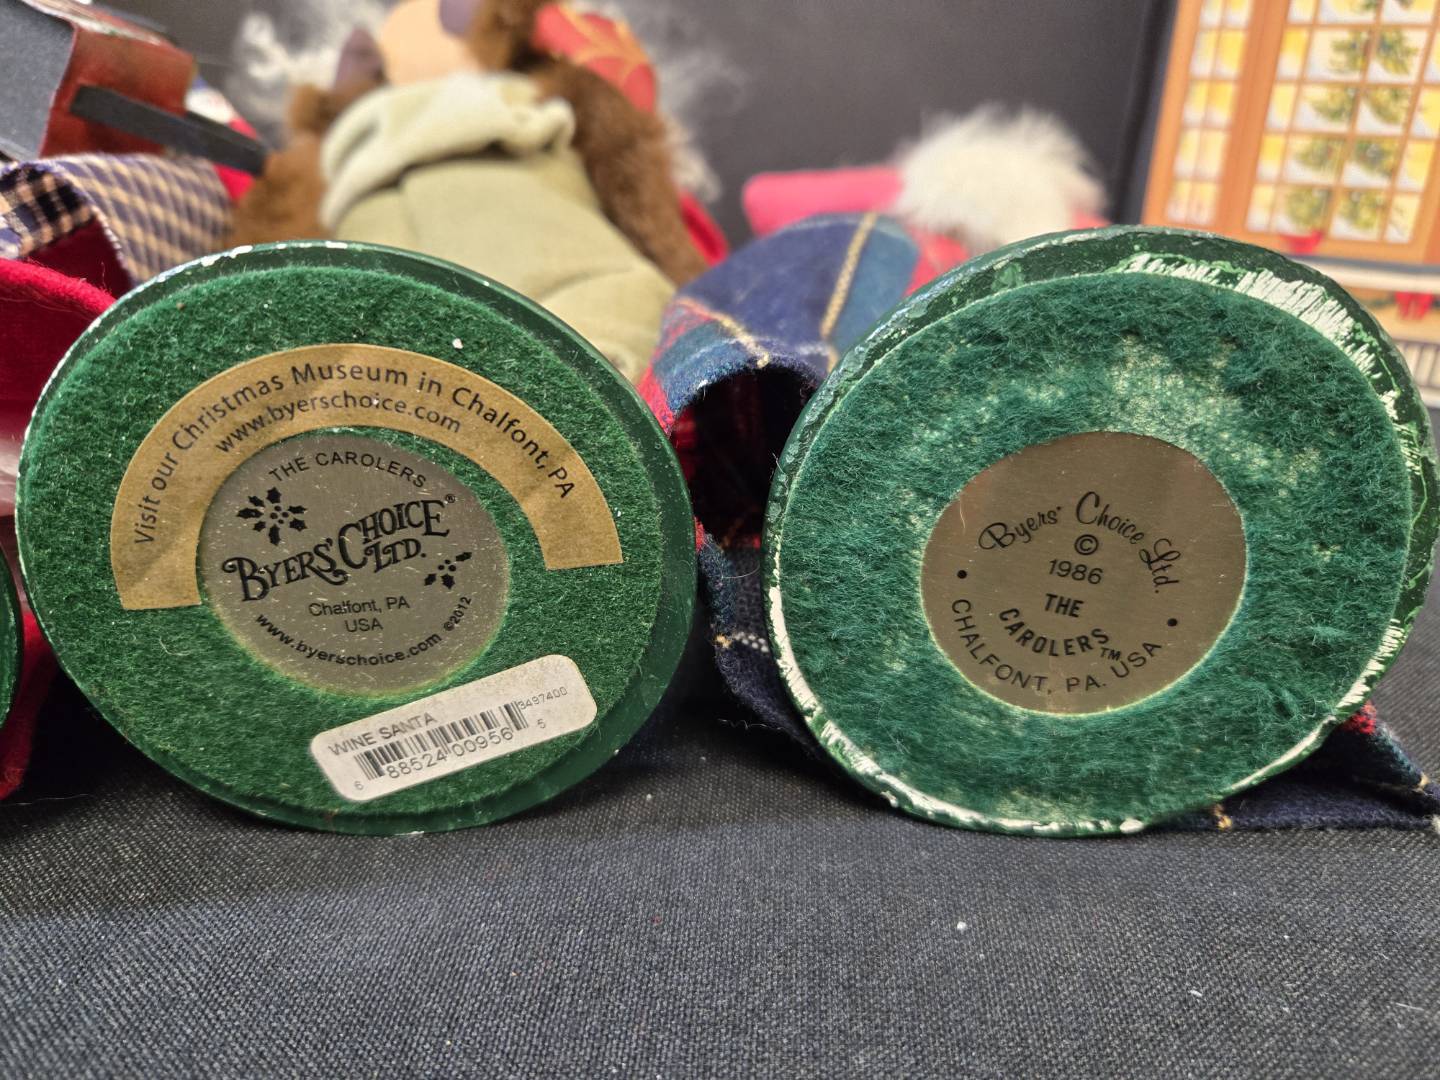 Visit our Christmas Museum in Chalfont, PA
www.byerschoice.com
THE CAROLERS
BYERS' CHOICE®
LTD.
Chalfont, PA
USA
www.byerschoice.com ©2012
WINE SANTA
3497400
6 88524 00956 5
Byers' Choice Ltd.
©
1986
THE
CAROLERS™
CHALFONT, PA. USA